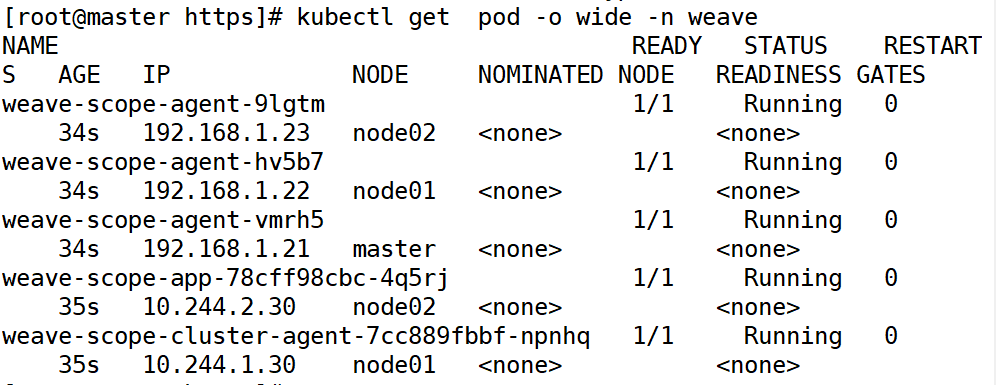 [root@master https]# kubectl get  pod -o wide -n weave
NAME                                         READY   STATUS    RESTART
S   AGE   IP             NODE     NOMINATED NODE   READINESS GATES
weave-scope-agent-9lgtm                      1/1     Running   0
    34s   192.168.1.23   node02   <none>           <none>
weave-scope-agent-hv5b7                      1/1     Running   0
    34s   192.168.1.22   node01   <none>           <none>
weave-scope-agent-vmrh5                      1/1     Running   0
    34s   192.168.1.21   master   <none>           <none>
weave-scope-app-78cff98cbc-4q5rj             1/1     Running   0
    35s   10.244.2.30    node02   <none>           <none>
weave-scope-cluster-agent-7cc889fbbf-npnhq   1/1     Running   0
    35s   10.244.1.30    node01   <none>           <none>